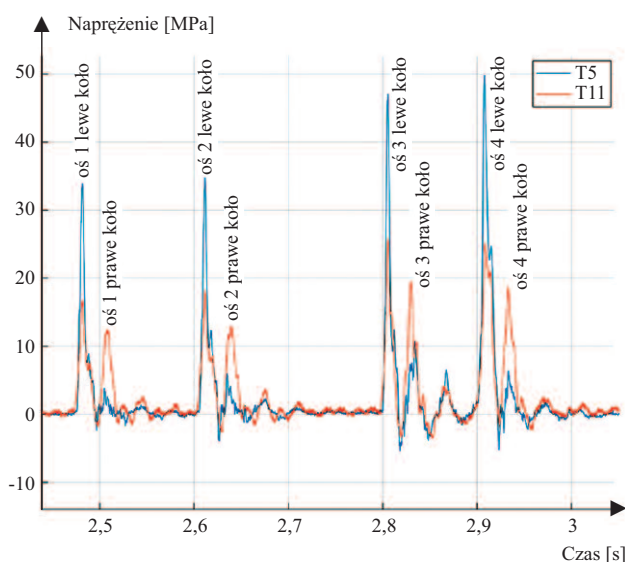 Naprężenie [MPa]
50
40
30
20
10
0
-10
oś 1 lewe koło
oś 1 prawe koło
oś 2 lewe koło
oś 2 prawe koło
oś 3 lewe koło
oś 3 prawe koło
oś 4 lewe koło
oś 4 prawe koło
T5
T11
2,5 2,6 2,7 2,8 2,9 3
Czas [s]